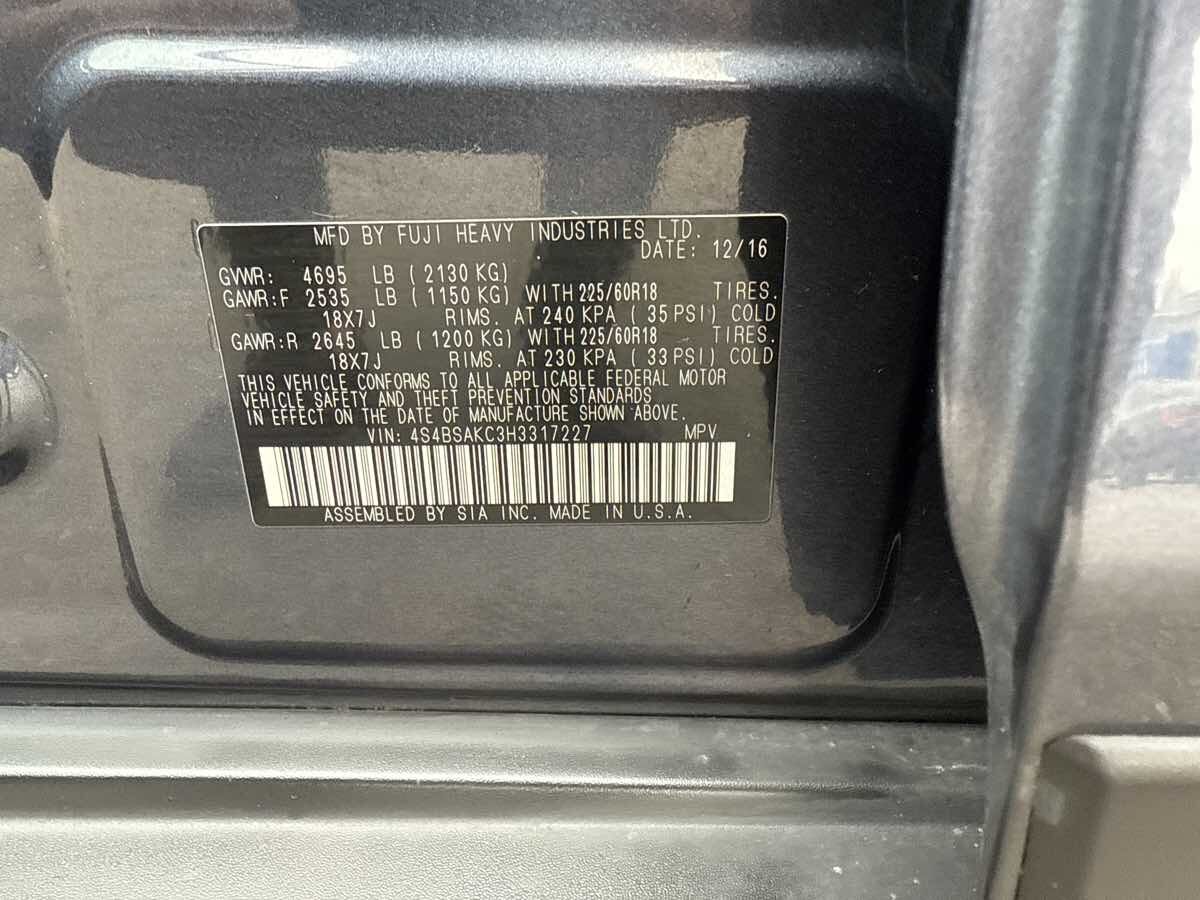 MFD BY FUJI HEAVY INDUSTRIES LTD.
DATE: 12/16
GVWR: 4695 LB ( 2130 KG)
GAWR:F 2535 LB ( 1150 KG) WITH 225/60R18 TIRES.
18X7J RIMS. AT 240 KPA ( 35 PSI) COLD
GAWR:R 2645 LB ( 1200 KG) WITH 225/60R18 TIRES.
18X7J RIMS. AT 230 KPA ( 33 PSI) COLD
THIS VEHICLE CONFORMS TO ALL APPLICABLE FEDERAL MOTOR
VEHICLE SAFETY AND THEFT PREVENTION STANDARDS
IN EFFECT ON THE DATE OF MANUFACTURE SHOWN ABOVE.
VIN: 4S4BSAKC3H3317227 MPV
ASSEMBLED BY SIA INC. MADE IN U.S.A.